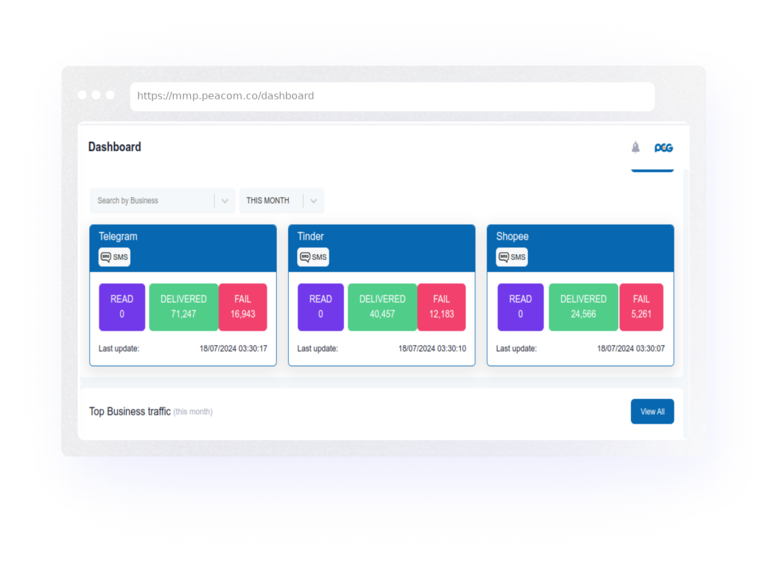 https://mmp.peacom.co/dashboard
Dashboard
PCG
Search by Business
THIS MONTH
Telegram
SMS
READ
0
DELIVERED
71,247
FAIL
16,943
Last update:
18/07/2024 03:30:17
Tinder
SMS
READ
0
DELIVERED
40,457
FAIL
12,183
Last update:
18/07/2024 03:30:10
Shopee
SMS
READ
0
DELIVERED
24,566
FAIL
5,261
Last update:
18/07/2024 03:30:07
Top Business traffic (this month)
View All